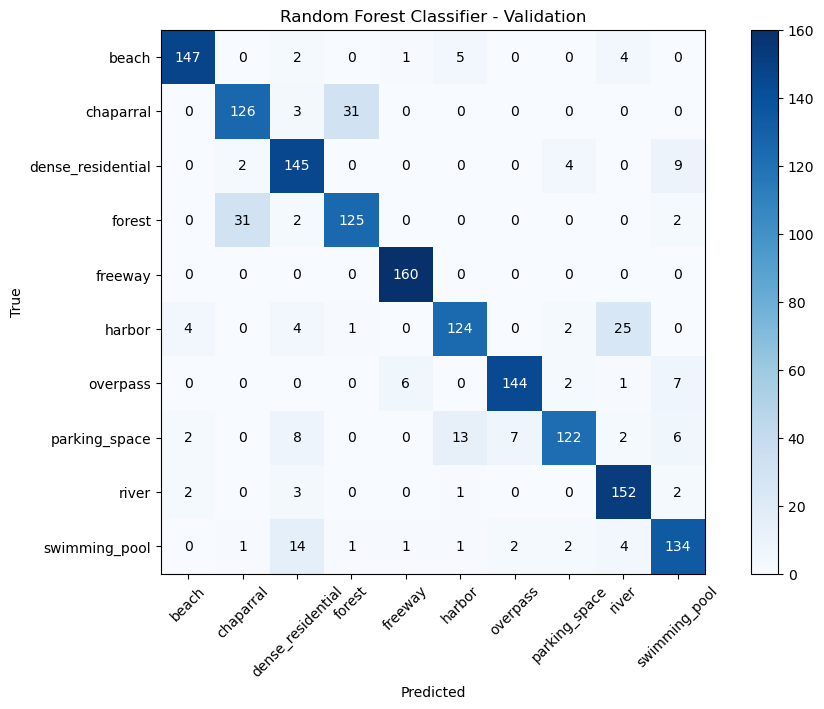 Random Forest Classifier - Validation
beach 147 0 2 0 1 5 0 0 4 0
chaparral 0 126 3 31 0 0 0 0 0 0
dense_residential 0 2 145 0 0 0 0 4 0 9
forest 0 31 2 125 0 0 0 0 0 2
freeway 0 0 0 0 160 0 0 0 0 0
harbor 4 0 4 1 0 124 0 2 25 0
overpass 0 0 0 0 6 0 144 2 1 7
parking_space 2 0 8 0 0 13 7 122 2 6
river 2 0 3 0 0 1 0 0 152 2
swimming_pool 0 1 14 1 1 1 2 2 4 134
beach chaparral dense_residential forest freeway harbor overpass parking_space river swimming_pool
True
Predicted
160
140
120
100
80
60
40
20
0